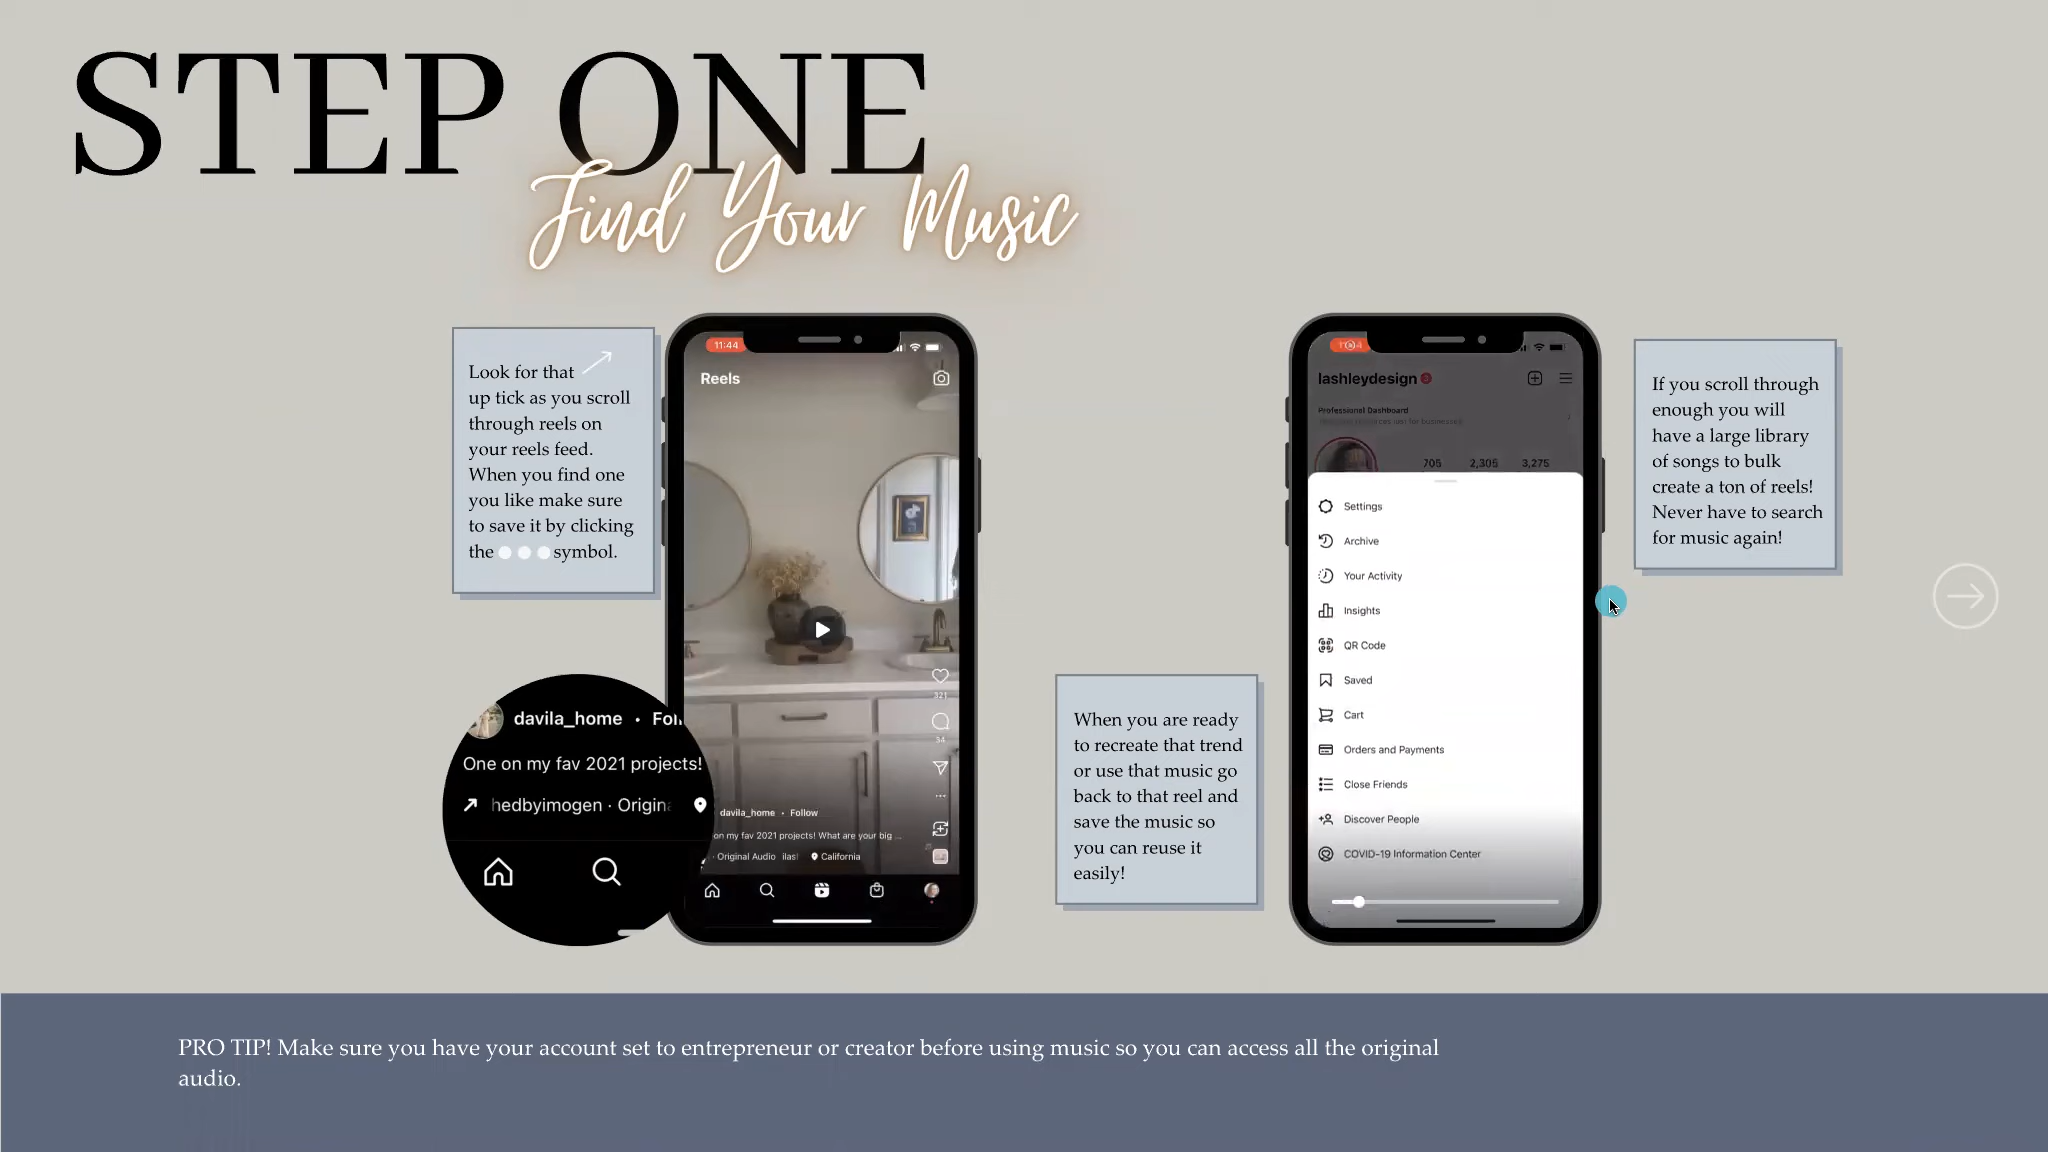 STEP ONE
Find Your Music
Look for that
up tick as you scroll
through reels on
your reels feed.
When you find one
you like make sure
to save it by clicking
the symbol.
11:44
Reels
321
34
davila_home • Follow
on my fav 2021 projects! What are your big ...
· Original Audio ilas! California
davila_home •
One on my fav 2021 projects!
hedbyimogen · Origin
When you are ready
to recreate that trend
or use that music go
back to that reel and
save the music so
you can reuse it
easily!
lashleydesign
Professional Dashboard
705 2,305 3,275
Settings
Archive
Your Activity
Insights
QR Code
Saved
Cart
Orders and Payments
Close Friends
Discover People
COVID-19 Information Center
If you scroll through
enough you will
have a large library
of songs to bulk
create a ton of reels!
Never have to search
for music again!
PRO TIP! Make sure you have your account set to entrepreneur or creator before using music so you can access all the original
audio.